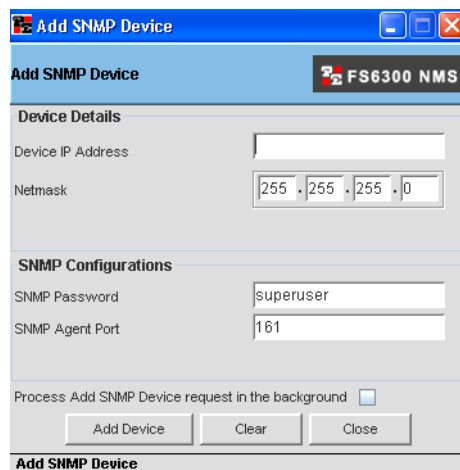 Add SNMP Device
Add SNMP Device
FS6300 NMS
Device Details
Device IP Address
Netmask
255 . 255 . 255 . 0
SNMP Configurations
SNMP Password
superuser
SNMP Agent Port
161
Process Add SNMP Device request in the background
Add Device
Clear
Close
Add SNMP Device